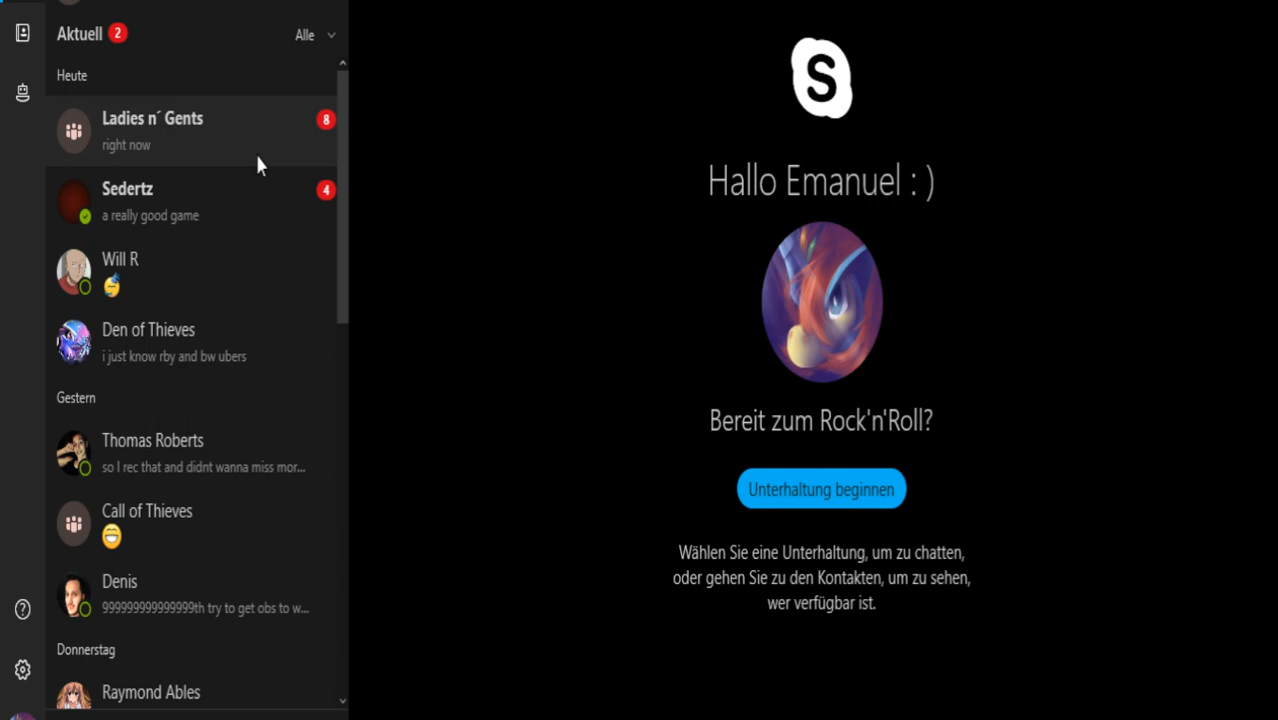 Aktuell 2
Alle
Heute
Ladies n´ Gents 8
right now
Sedertz 4
a really good game
Will R
Den of Thieves
i just know rby and bw ubers
Gestern
Thomas Roberts
so I rec that and didnt wanna miss mor...
Call of Thieves
Denis
999999999999999th try to get obs to w...
Donnerstag
Raymond Ables
S
Hallo Emanuel : )
Bereit zum Rock'n'Roll?
Unterhaltung beginnen
Wählen Sie eine Unterhaltung, um zu chatten,
oder gehen Sie zu den Kontakten, um zu sehen,
wer verfügbar ist.